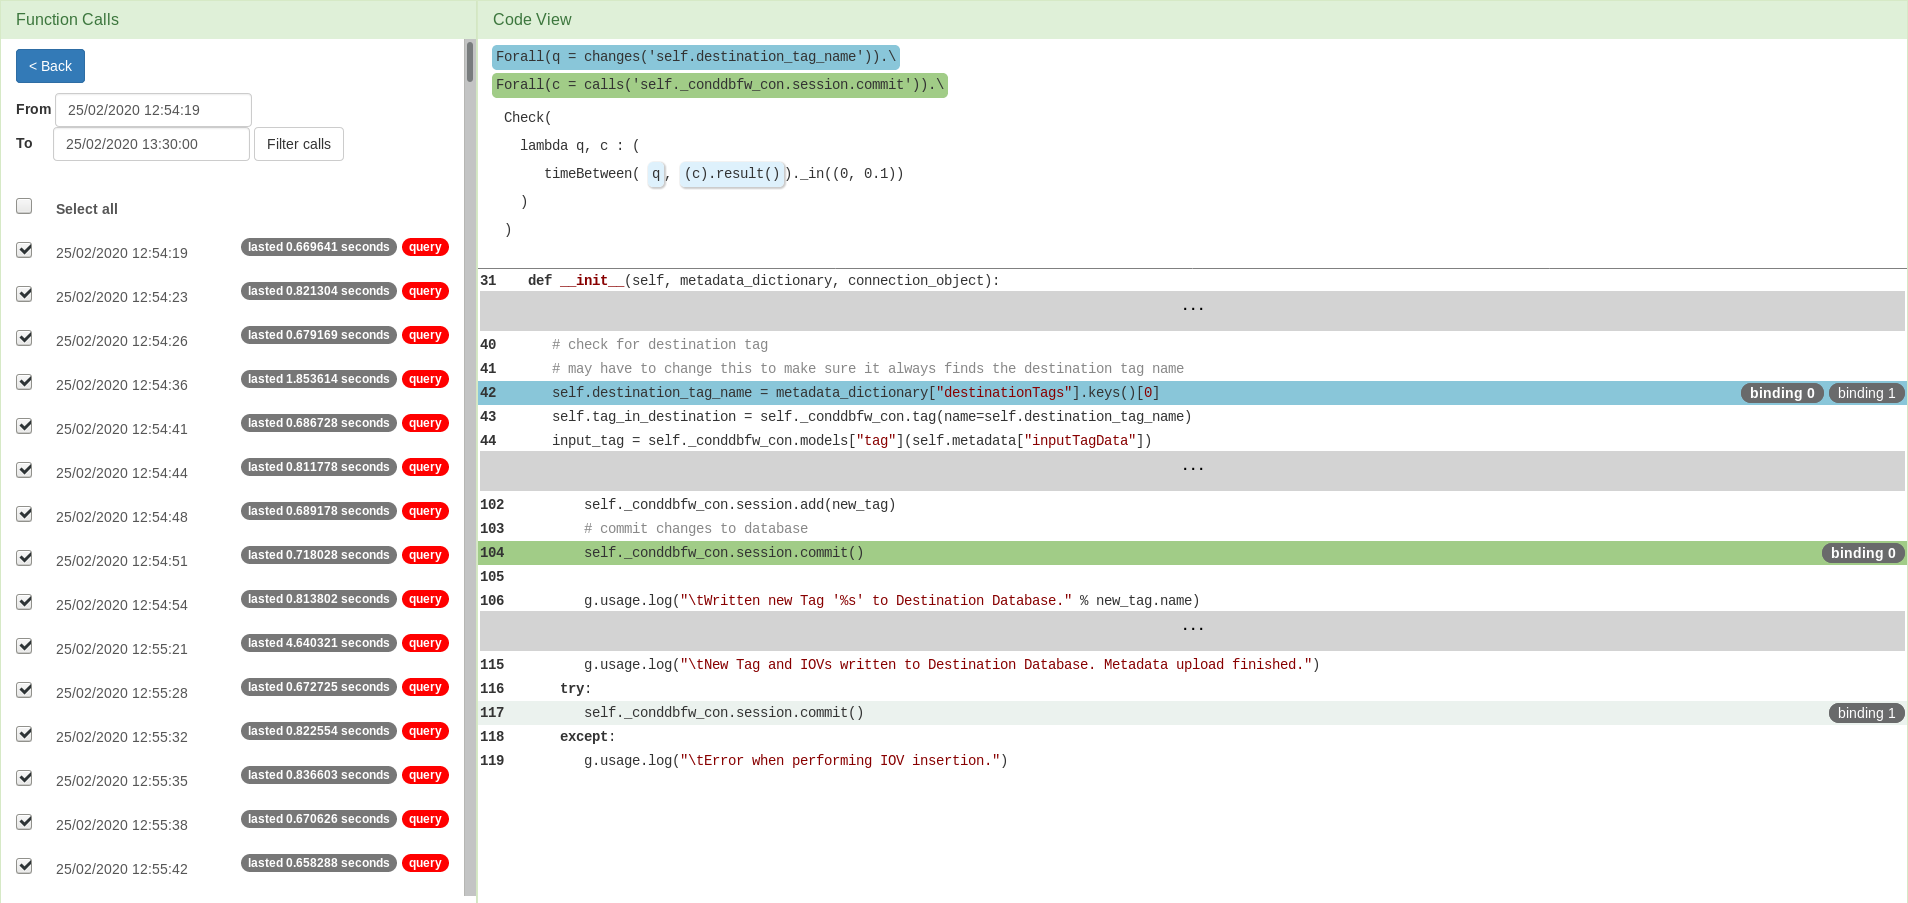 Function Calls
< Back
From 25/02/2020 12:54:19
To 25/02/2020 13:30:00 Filter calls
Select all
25/02/2020 12:54:19 lasted 0.669641 seconds query
25/02/2020 12:54:23 lasted 0.821304 seconds query
25/02/2020 12:54:26 lasted 0.679169 seconds query
25/02/2020 12:54:36 lasted 1.853614 seconds query
25/02/2020 12:54:41 lasted 0.686728 seconds query
25/02/2020 12:54:44 lasted 0.811778 seconds query
25/02/2020 12:54:48 lasted 0.689178 seconds query
25/02/2020 12:54:51 lasted 0.718028 seconds query
25/02/2020 12:54:54 lasted 0.813802 seconds query
25/02/2020 12:55:21 lasted 4.640321 seconds query
25/02/2020 12:55:28 lasted 0.672725 seconds query
25/02/2020 12:55:32 lasted 0.822554 seconds query
25/02/2020 12:55:35 lasted 0.836603 seconds query
25/02/2020 12:55:38 lasted 0.670626 seconds query
25/02/2020 12:55:42 lasted 0.658288 seconds query
Code View
Forall(q = changes('self.destination_tag_name')).\
Forall(c = calls('self._conddbfw_con.session.commit')).\
Check(
lambda q, c : (
timeBetween( q, (c).result())._in((0, 0.1))
)
)
31 def __init__(self, metadata_dictionary, connection_object):
...
40 # check for destination tag
41 # may have to change this to make sure it always finds the destination tag name
42 self.destination_tag_name = metadata_dictionary["destinationTags"].keys()[0] binding 0 binding 1
43 self.tag_in_destination = self._conddbfw_con.tag(name=self.destination_tag_name)
44 input_tag = self._conddbfw_con.models["tag"](self.metadata["inputTagData"])
...
102 self._conddbfw_con.session.add(new_tag)
103 # commit changes to database
104 self._conddbfw_con.session.commit() binding 0
105
106 g.usage.log("\tWritten new Tag '%s' to Destination Database." % new_tag.name)
...
115 g.usage.log("\tNew Tag and IOVs written to Destination Database. Metadata upload finished.")
116 try:
117 self._conddbfw_con.session.commit() binding 1
118 except:
119 g.usage.log("\tError when performing IOV insertion.")